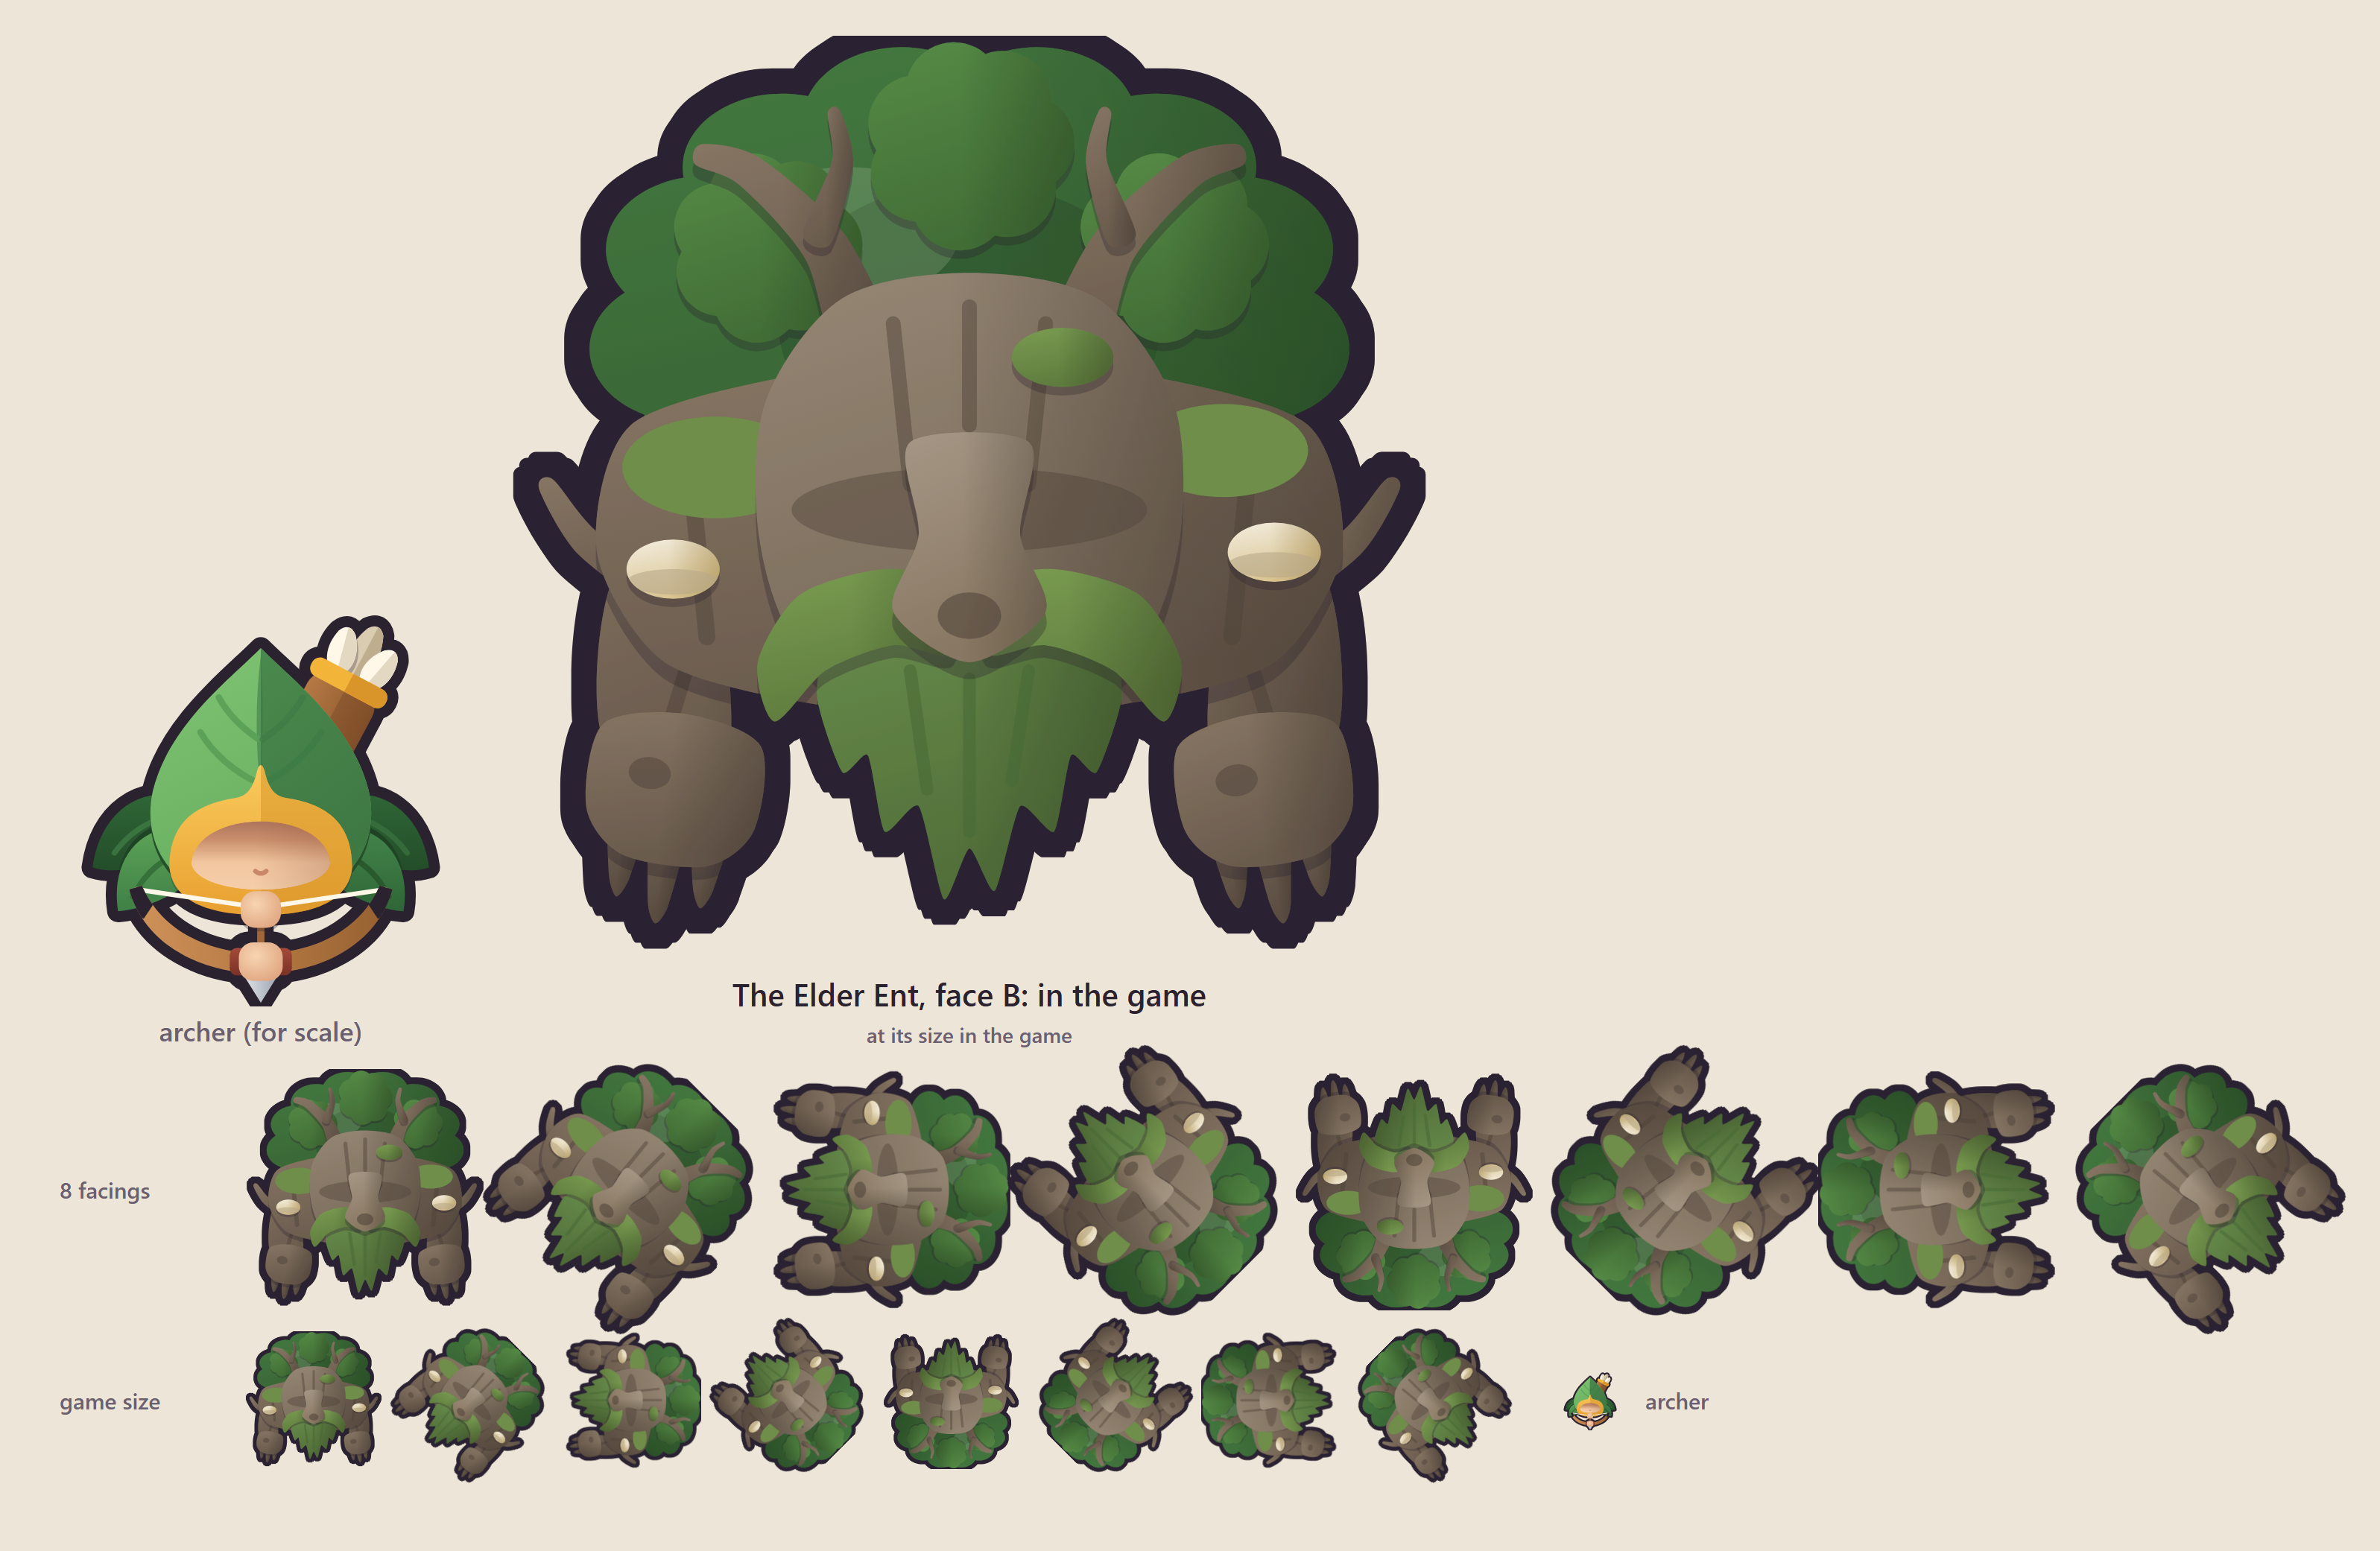 The Elder Ent, face B: in the game
at its size in the game
archer (for scale)
8 facings
game size
archer